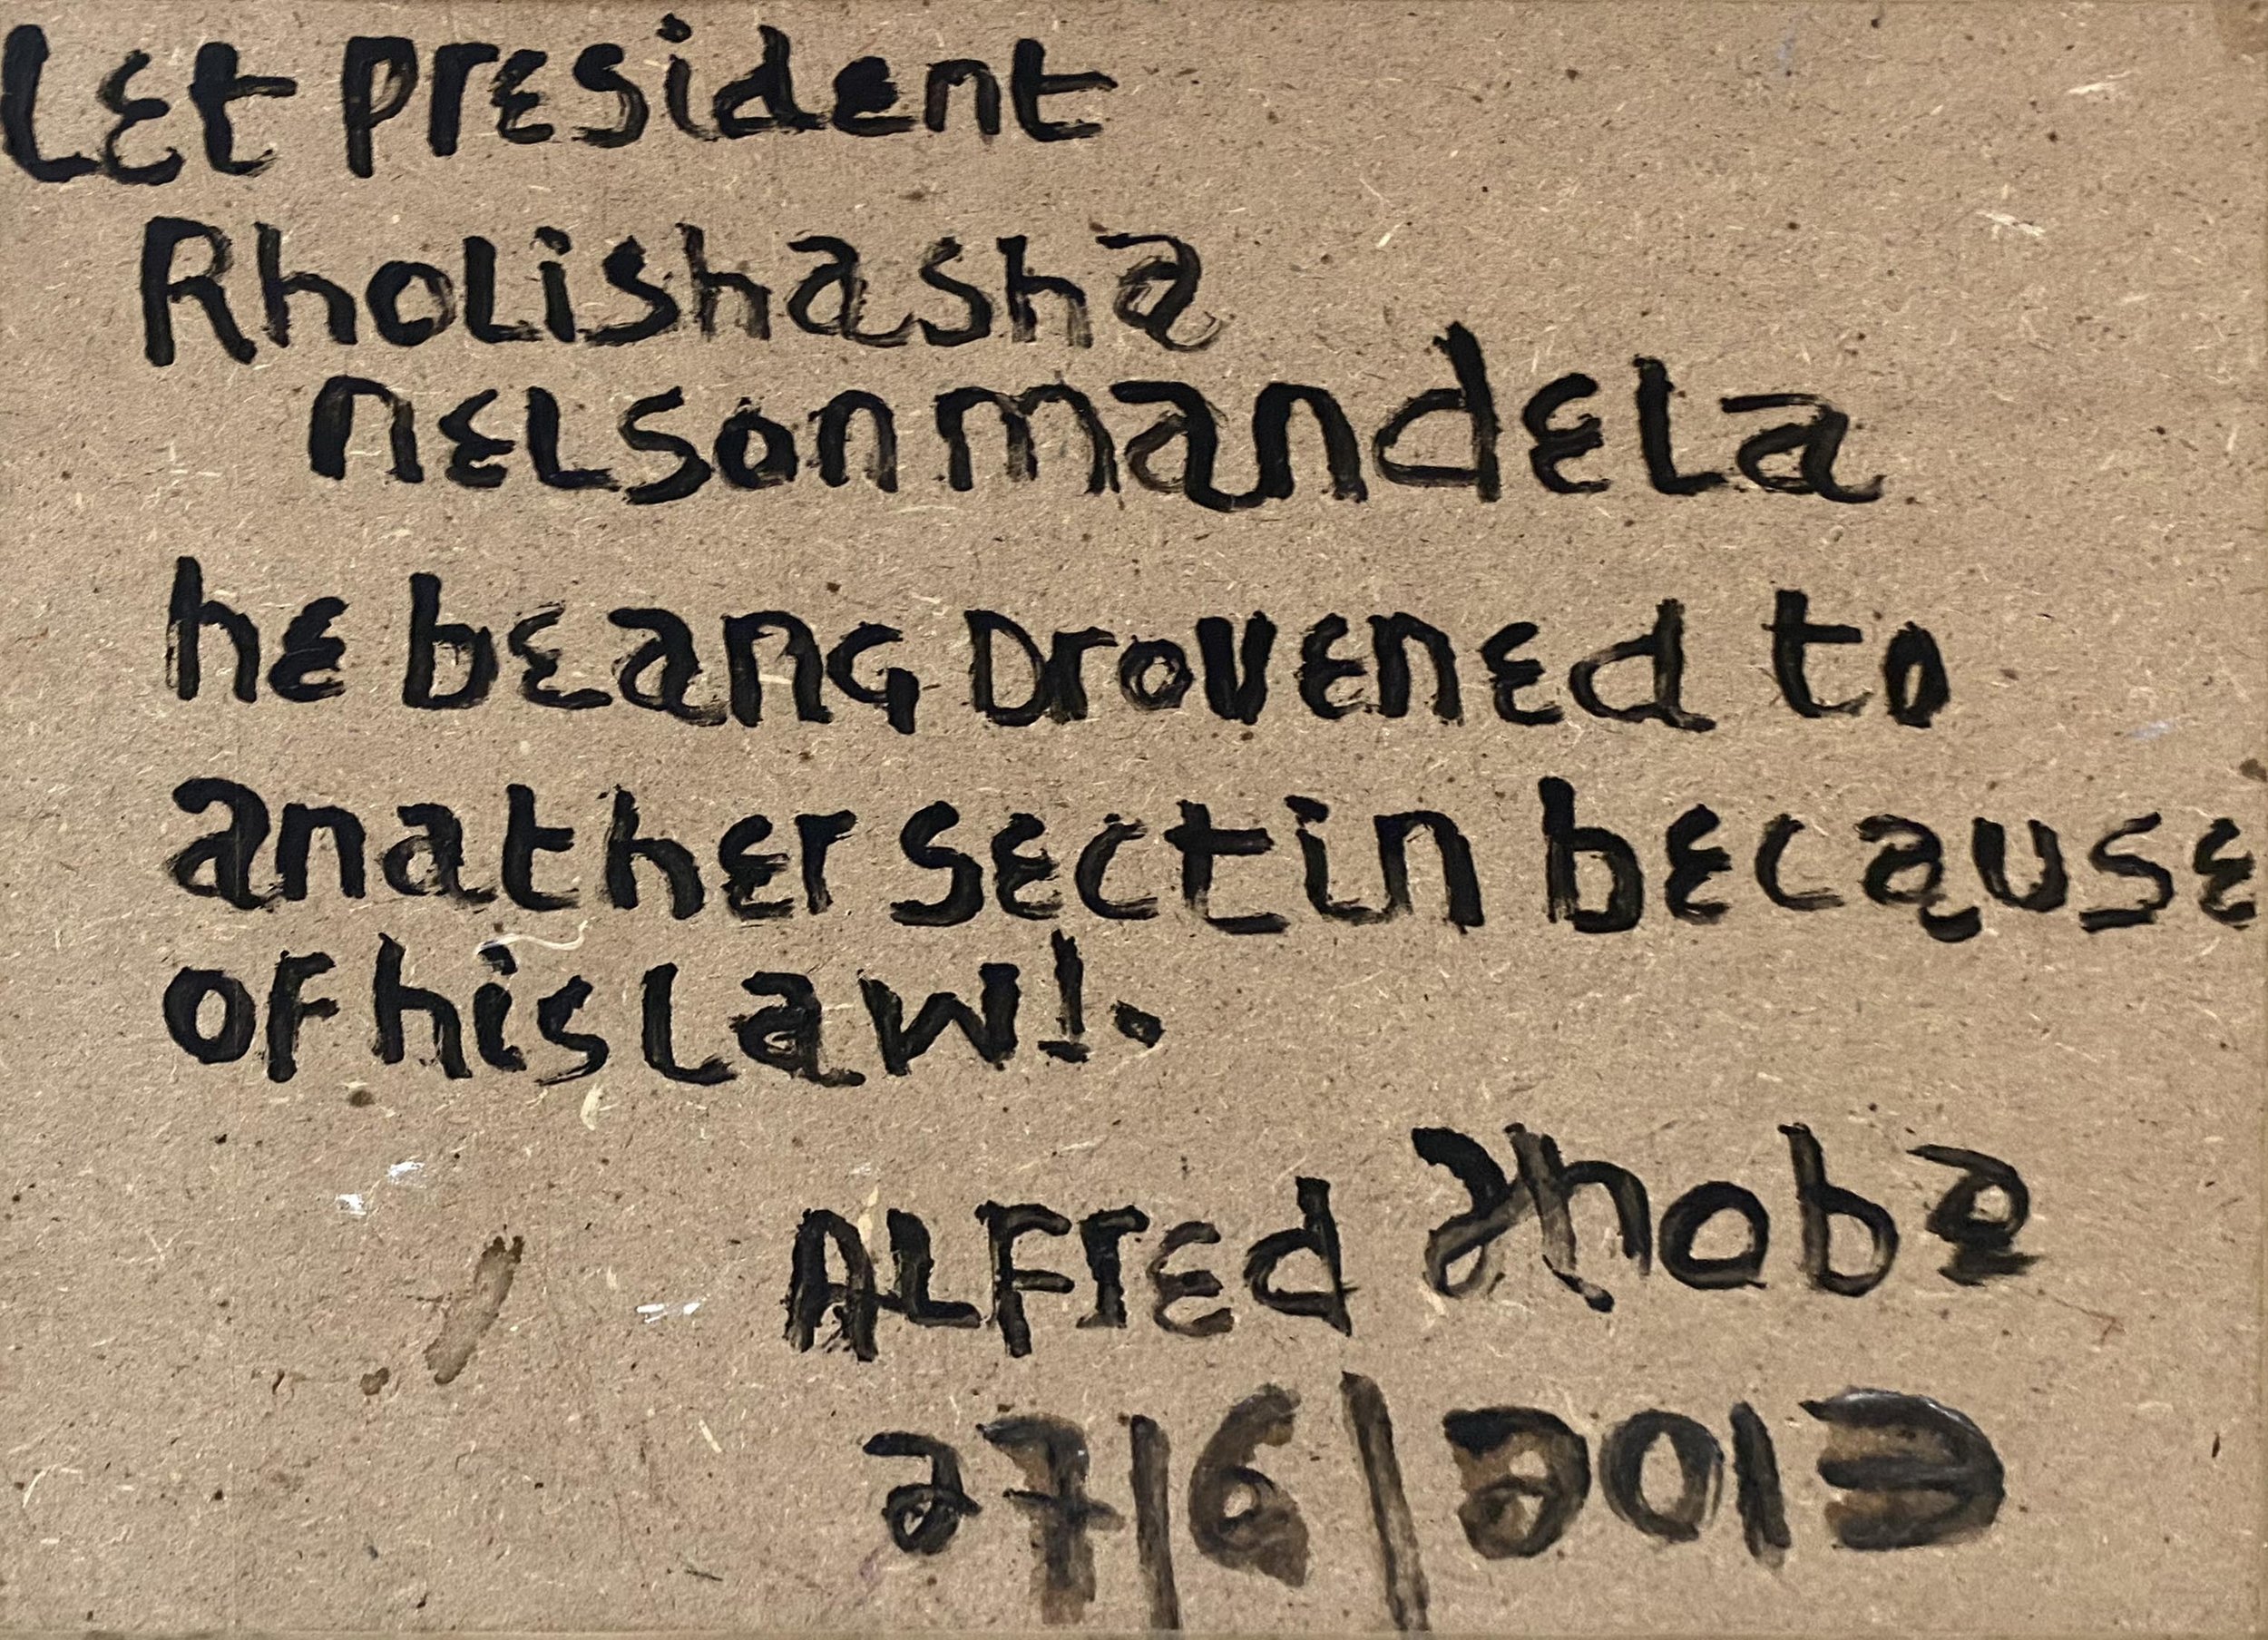 Let president
Rholishasha
nelson mandela
he beang Drovened to
anather sectin because
of his Law!.
ALFred thoba
27/6/2013